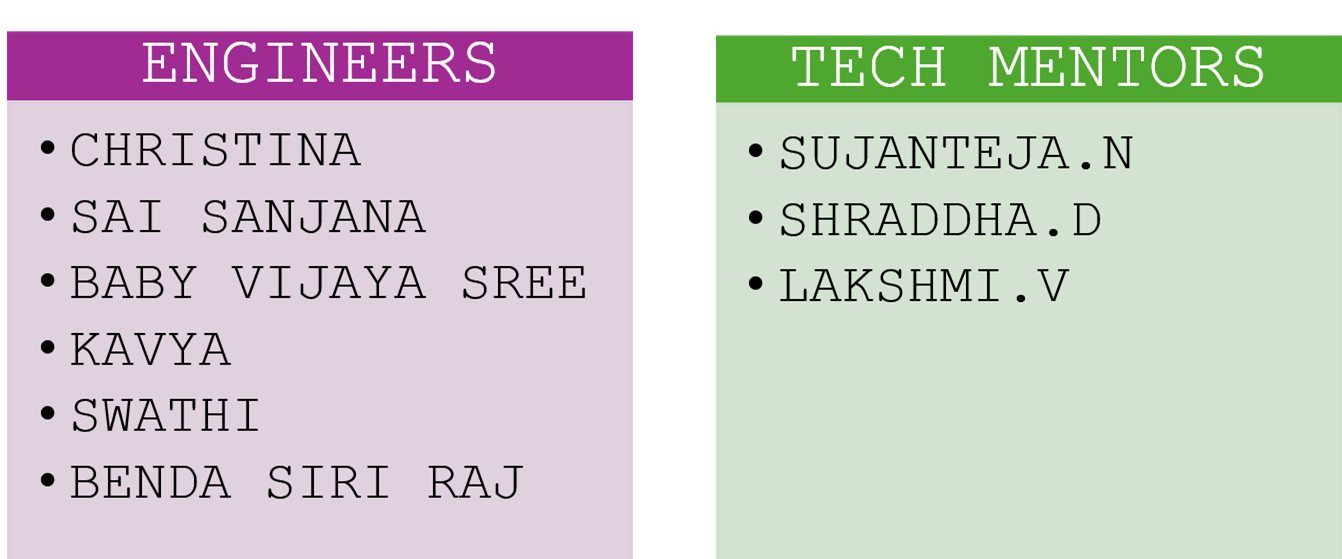 ENGINEERS
• CHRISTINA
• SAI SANJANA
• BABY VIJAYA SREE
• KAVYA
• SWATHI
• BENDA SIRI RAJ
TECH MENTORS
• SUJANTEJA.N
• SHRADDHA.D
• LAKSHMI.V